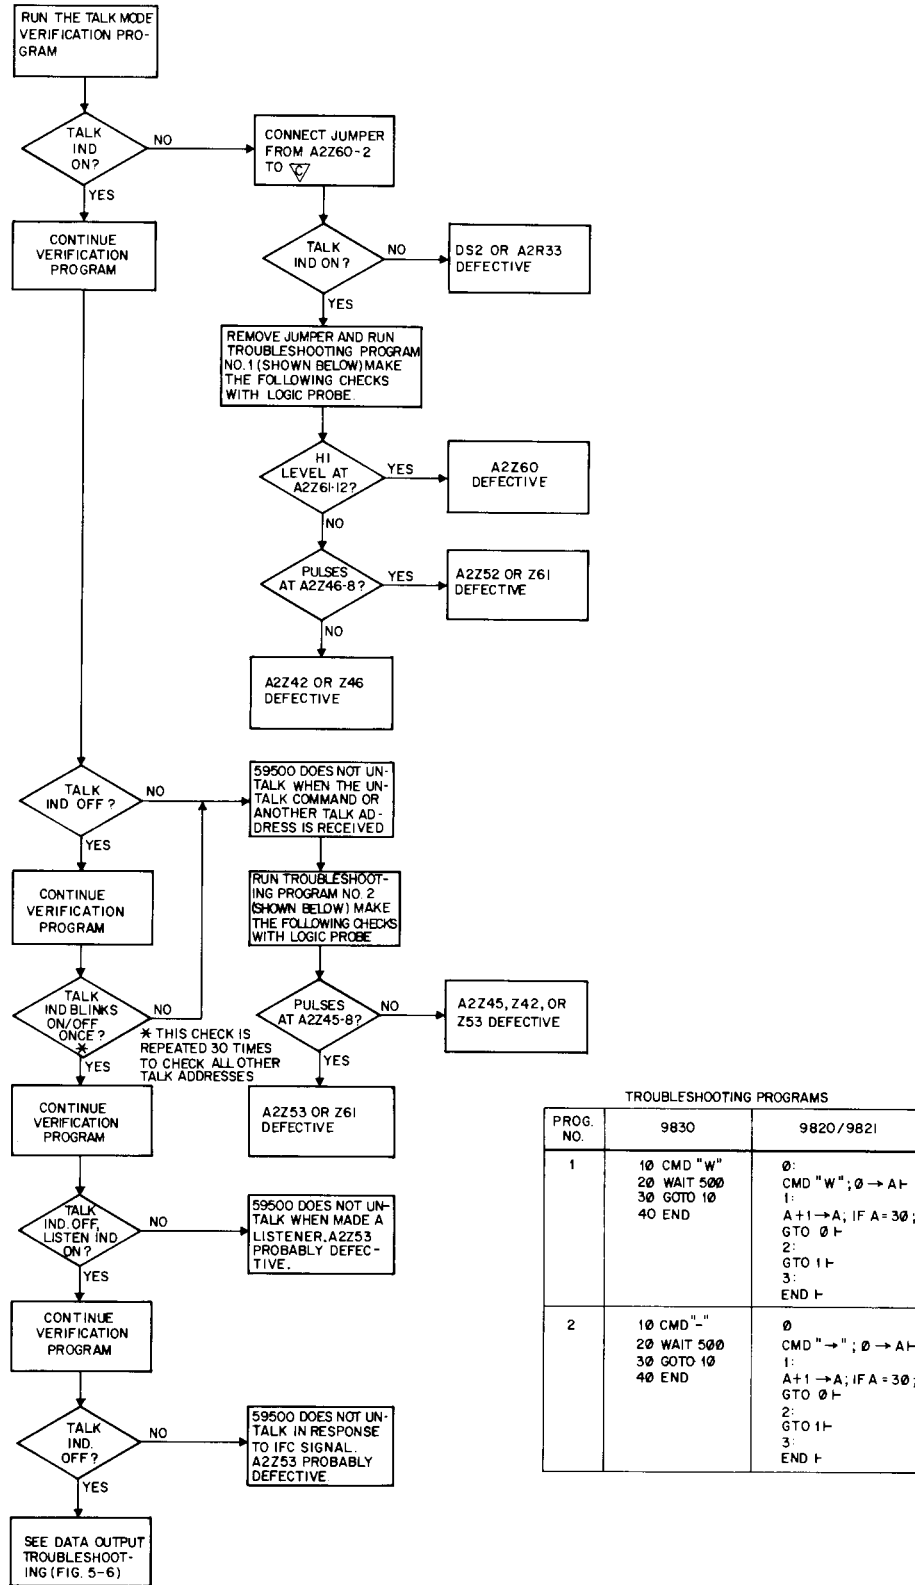 RUN THE TALK MODE
VERIFICATION PRO-
GRAM
TALK
IND
ON?
NO
YES
CONNECT JUMPER
FROM A2Z60-2
TO C
CONTINUE
VERIFICATION
PROGRAM
TALK
IND ON?
NO
YES
DS2 OR A2R33
DEFECTIVE
REMOVE JUMPER AND RUN
TROUBLESHOOTING PROGRAM
NO.1 (SHOWN BELOW) MAKE
THE FOLLOWING CHECKS
WITH LOGIC PROBE.
HI
LEVEL AT
A2Z61-12?
YES
NO
A2Z60
DEFECTIVE
PULSES
AT A2Z46-8?
YES
NO
A2Z52 OR Z61
DEFECTIVE
A2Z42 OR Z46
DEFECTIVE
TALK
IND OFF?
NO
YES
59500 DOES NOT UN-
TALK WHEN THE UN-
TALK COMMAND OR
ANOTHER TALK AD-
DRESS IS RECEIVED
CONTINUE
VERIFICATION
PROGRAM
RUN TROUBLESHOOT-
ING PROGRAM NO. 2
(SHOWN BELOW) MAKE
THE FOLLOWING CHECKS
WITH LOGIC PROBE
TALK
IND BLINKS
ON/OFF
ONCE?
*
NO
YES
* THIS CHECK IS
REPEATED 30 TIMES
TO CHECK ALL OTHER
TALK ADDRESSES
PULSES
AT A2Z45-8?
NO
YES
A2Z45, Z42, OR
Z53 DEFECTIVE
CONTINUE
VERIFICATION
PROGRAM
A2Z53 OR Z61
DEFECTIVE
TALK
IND. OFF,
LISTEN IND
ON?
NO
YES
59500 DOES NOT UN-
TALK WHEN MADE A
LISTENER. A2Z53
PROBABLY DEFEC-
TIVE.
CONTINUE
VERIFICATION
PROGRAM
TALK
IND.
OFF?
NO
YES
59500 DOES NOT UN-
TALK IN RESPONSE
TO IFC SIGNAL.
A2Z53 PROBABLY
DEFECTIVE.
SEE DATA OUTPUT
TROUBLESHOOT-
ING (FIG. 5-6)
TROUBLESHOOTING PROGRAMS
PROG.
NO.
9830
9820/9821
1
10 CMD "W"
20 WAIT 500
30 GOTO 10
40 END
Ø:
CMD "W"; Ø → A⊢
1:
A+1 → A; IF A = 30;
GTO Ø⊢
2:
GTO 1⊢
3:
END ⊢
2
10 CMD "-"
20 WAIT 500
30 GOTO 10
40 END
Ø
CMD "→"; Ø → A⊢
1:
A+1 → A; IF A = 30;
GTO Ø⊢
2:
GTO 1⊢
3:
END ⊢